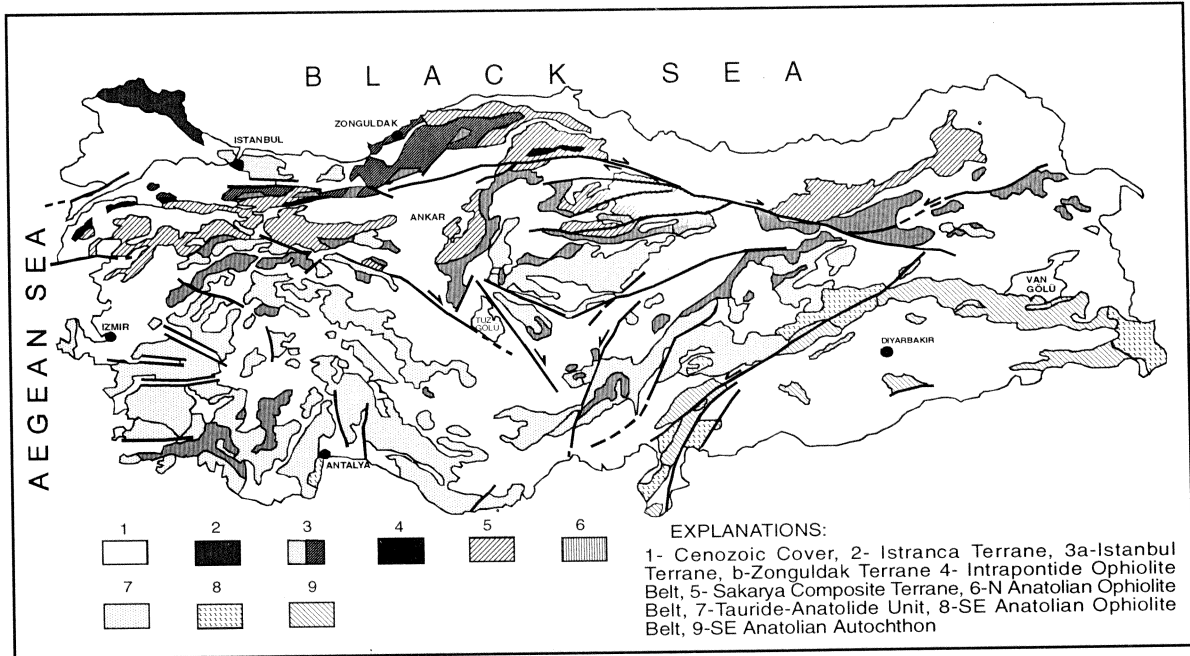 BLACK SEA
ZONGULDAK
ISTANBUL
ANKAR
AEGEAN SEA
VAN
GÖLÜ
TUZ
GÖLÜ
IZMIR
DIYARBAKIR
ANTALYA
1 2 3 4 5 6
7 8 9
EXPLANATIONS:
1- Cenozoic Cover, 2- Istranca Terrane, 3a-Istanbul
Terrane, b-Zonguldak Terrane 4- Intrapontide Ophiolite
Belt, 5- Sakarya Composite Terrane, 6-N Anatolian Ophiolite
Belt, 7-Tauride-Anatolide Unit, 8-SE Anatolian Ophiolite
Belt, 9-SE Anatolian Autochthon